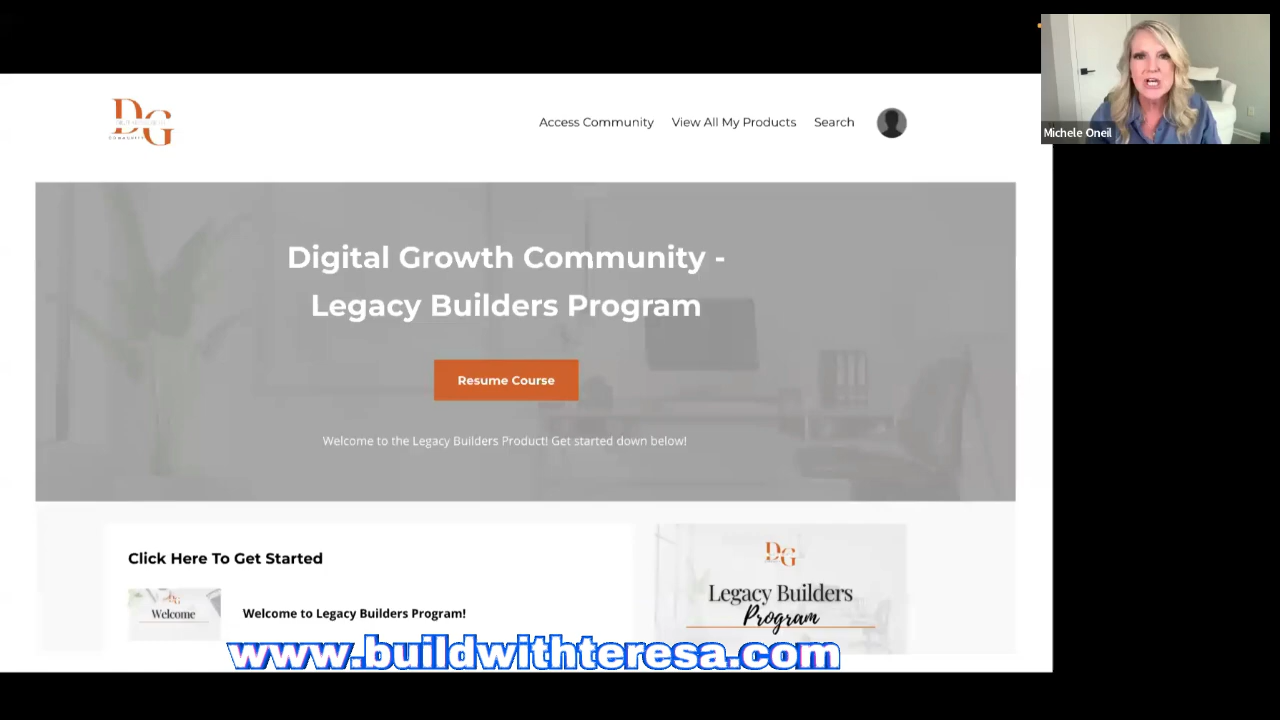 DG
COMMUNITY
Access Community
View All My Products
Search
Michele Oneil
Digital Growth Community -
Legacy Builders Program
Resume Course
Welcome to the Legacy Builders Product! Get started down below!
Click Here To Get Started
DG
Welcome
Welcome to Legacy Builders Program!
DG
Legacy Builders
Program
www.buildwithteresa.com